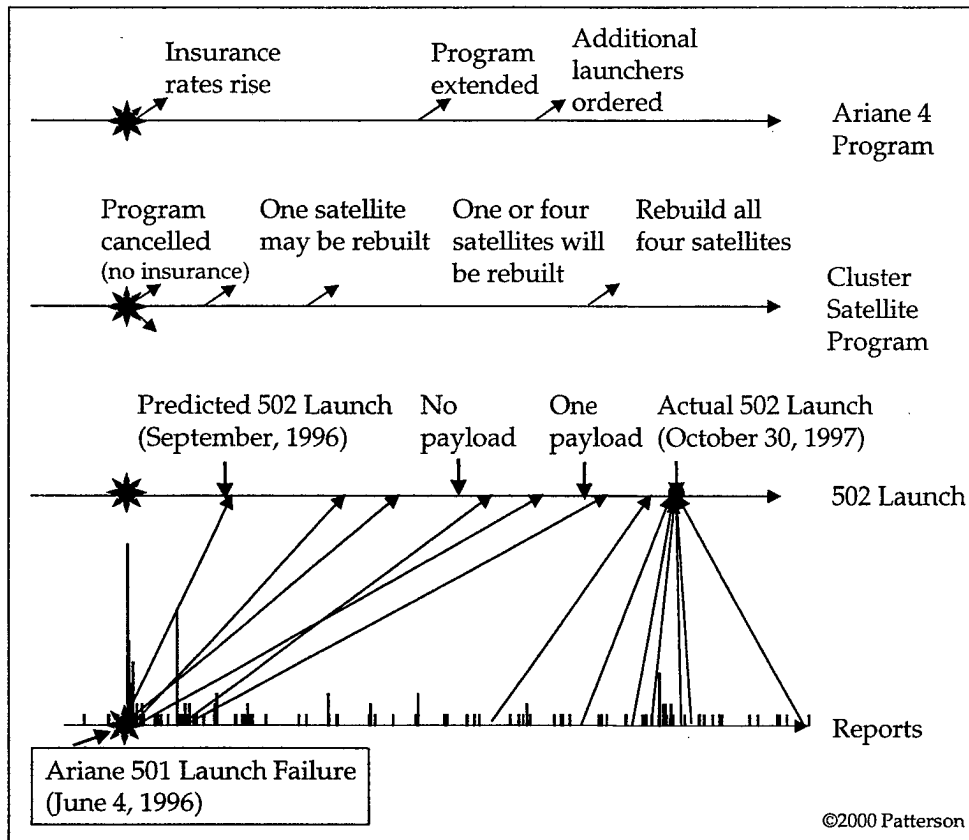 Insurance
rates rise
Program
extended
Additional
launchers
ordered
Ariane 4
Program
Program
cancelled
(no insurance)
One satellite
may be rebuilt
One or four
satellites will
be rebuilt
Rebuild all
four satellites
Cluster
Satellite
Program
Predicted 502 Launch
(September, 1996)
No
payload
One
payload
Actual 502 Launch
(October 30, 1997)
502 Launch
Reports
Ariane 501 Launch Failure
(June 4, 1996)
©2000 Patterson